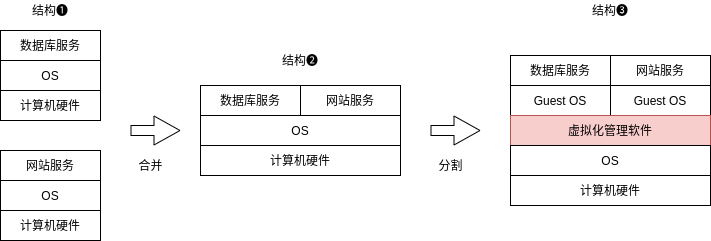 结构❶
数据库服务
OS
计算机硬件
网站服务
OS
计算机硬件
合并
结构❷
数据库服务 网站服务
OS
计算机硬件
分割
结构❸
数据库服务 网站服务
Guest OS Guest OS
虚拟化管理软件
OS
计算机硬件